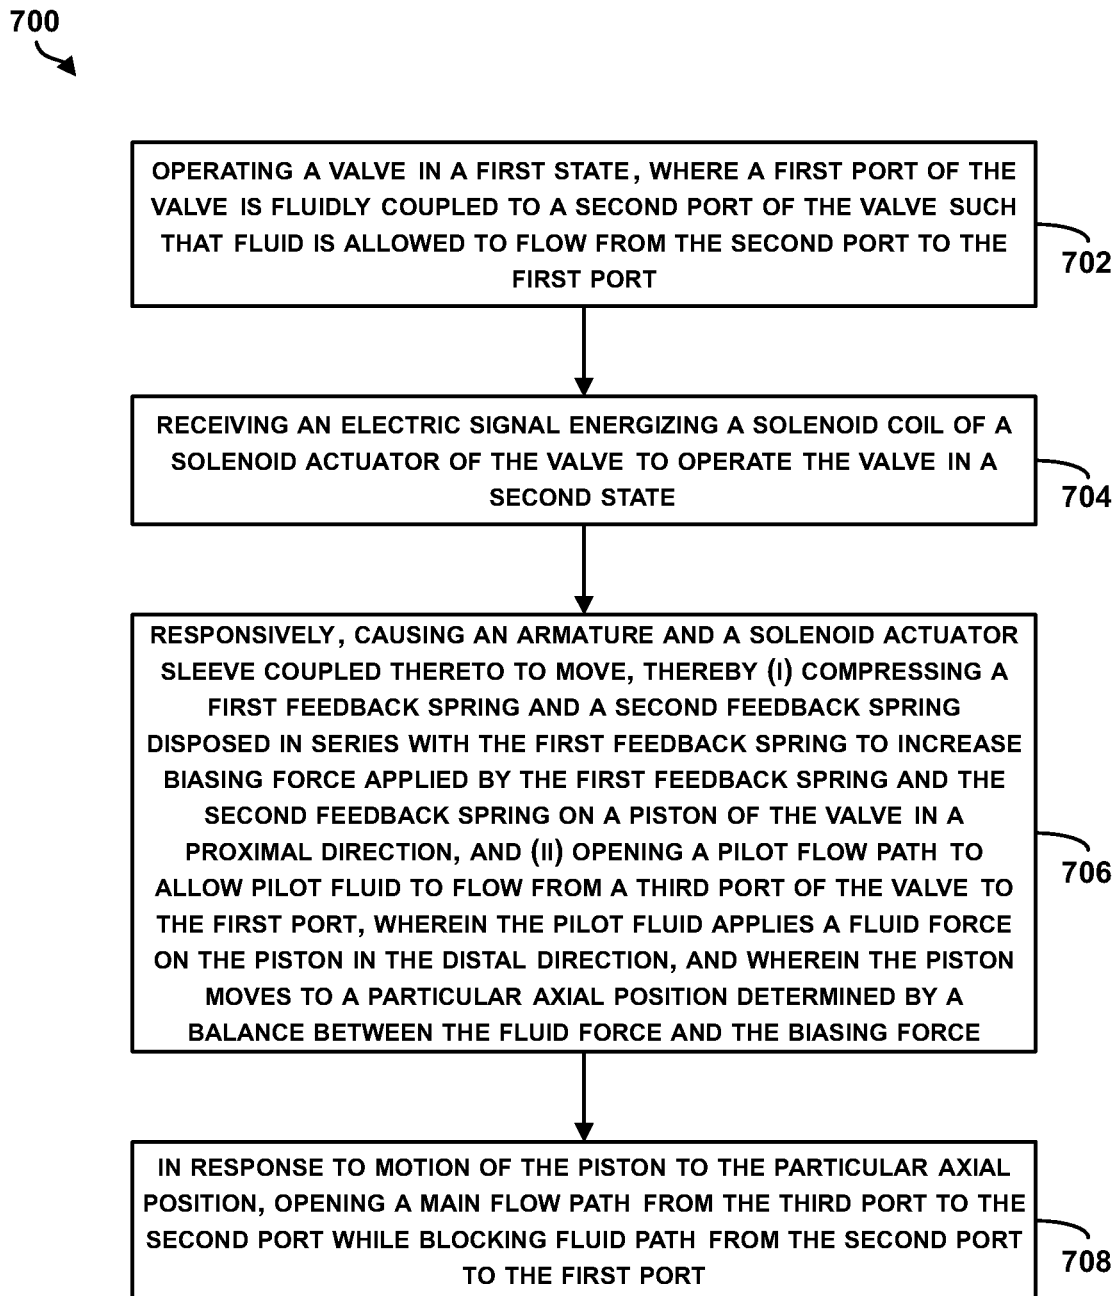 700
OPERATING A VALVE IN A FIRST STATE, WHERE A FIRST PORT OF THE
VALVE IS FLUIDLY COUPLED TO A SECOND PORT OF THE VALVE SUCH
THAT FLUID IS ALLOWED TO FLOW FROM THE SECOND PORT TO THE
FIRST PORT
702
RECEIVING AN ELECTRIC SIGNAL ENERGIZING A SOLENOID COIL OF A
SOLENOID ACTUATOR OF THE VALVE TO OPERATE THE VALVE IN A
SECOND STATE
704
RESPONSIVELY, CAUSING AN ARMATURE AND A SOLENOID ACTUATOR
SLEEVE COUPLED THERETO TO MOVE, THEREBY (I) COMPRESSING A
FIRST FEEDBACK SPRING AND A SECOND FEEDBACK SPRING
DISPOSED IN SERIES WITH THE FIRST FEEDBACK SPRING TO INCREASE
BIASING FORCE APPLIED BY THE FIRST FEEDBACK SPRING AND THE
SECOND FEEDBACK SPRING ON A PISTON OF THE VALVE IN A
PROXIMAL DIRECTION, AND (II) OPENING A PILOT FLOW PATH TO
ALLOW PILOT FLUID TO FLOW FROM A THIRD PORT OF THE VALVE TO
THE FIRST PORT, WHEREIN THE PILOT FLUID APPLIES A FLUID FORCE
ON THE PISTON IN THE DISTAL DIRECTION, AND WHEREIN THE PISTON
MOVES TO A PARTICULAR AXIAL POSITION DETERMINED BY A
BALANCE BETWEEN THE FLUID FORCE AND THE BIASING FORCE
706
IN RESPONSE TO MOTION OF THE PISTON TO THE PARTICULAR AXIAL
POSITION, OPENING A MAIN FLOW PATH FROM THE THIRD PORT TO THE
SECOND PORT WHILE BLOCKING FLUID PATH FROM THE SECOND PORT
TO THE FIRST PORT
708